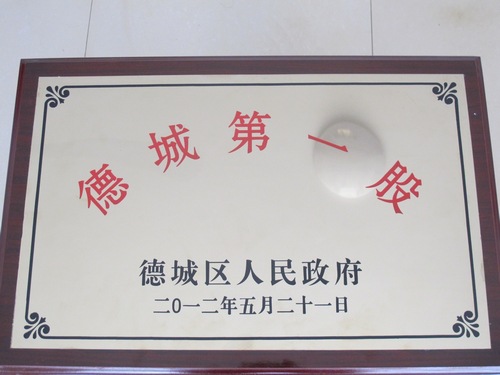 德城第一股
德城区人民政府
二0一二年五月二十一日